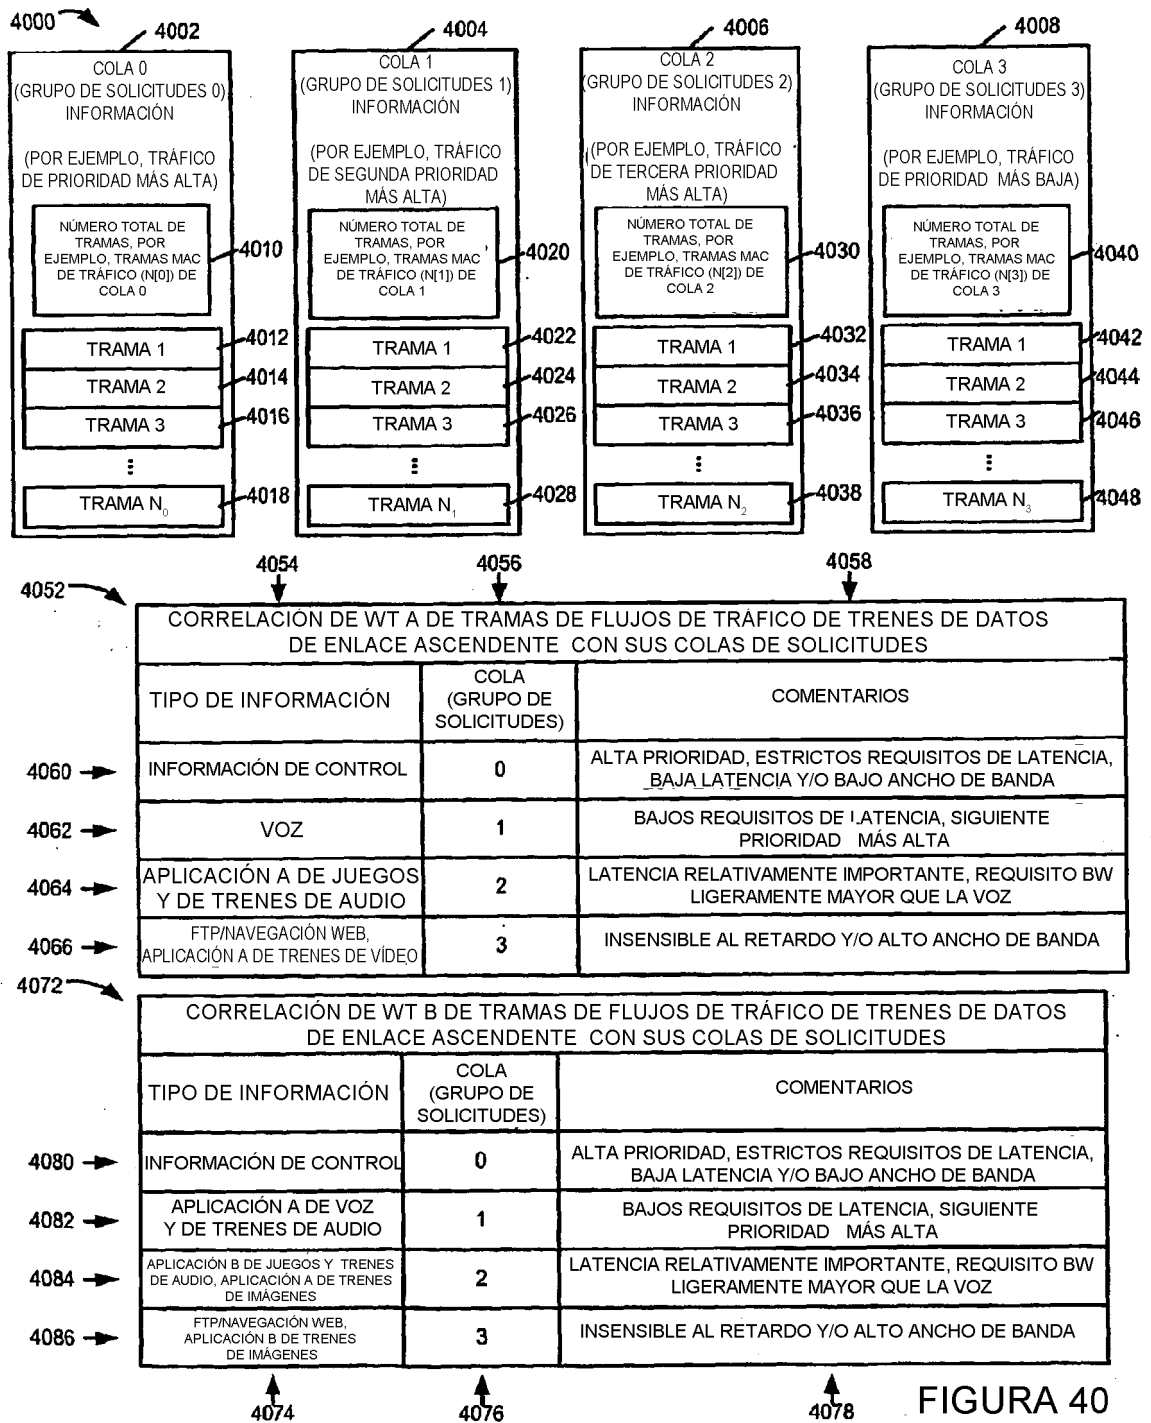 4000
4002
4004
4006
4008
COLA 0
(GRUPO DE SOLICITUDES 0)
INFORMACIÓN
(POR EJEMPLO, TRÁFICO
DE PRIORIDAD MÁS ALTA)
NÚMERO TOTAL DE
TRAMAS, POR
EJEMPLO, TRAMAS MAC
DE TRÁFICO (N[0]) DE
COLA 0
4010
TRAMA 1
4012
TRAMA 2
4014
TRAMA 3
4016
⋮
TRAMA N₀
4018
COLA 1
(GRUPO DE SOLICITUDES 1)
INFORMACIÓN
(POR EJEMPLO, TRÁFICO
DE SEGUNDA PRIORIDAD
MÁS ALTA)
NÚMERO TOTAL DE
TRAMAS, POR
EJEMPLO, TRAMAS MAC
DE TRÁFICO (N[1]) DE
COLA 1
4020
TRAMA 1
4022
TRAMA 2
4024
TRAMA 3
4026
⋮
TRAMA N₁
4028
COLA 2
(GRUPO DE SOLICITUDES 2)
INFORMACIÓN
(POR EJEMPLO, TRÁFICO
DE TERCERA PRIORIDAD
MÁS ALTA)
NÚMERO TOTAL DE
TRAMAS, POR
EJEMPLO, TRAMAS MAC
DE TRÁFICO (N[2]) DE
COLA 2
4030
TRAMA 1
4032
TRAMA 2
4034
TRAMA 3
4036
⋮
TRAMA N₂
4038
COLA 3
(GRUPO DE SOLICITUDES 3)
INFORMACIÓN
(POR EJEMPLO, TRÁFICO
DE PRIORIDAD MÁS BAJA)
NÚMERO TOTAL DE
TRAMAS, POR
EJEMPLO, TRAMAS MAC
DE TRÁFICO (N[3]) DE
COLA 3
4040
TRAMA 1
4042
TRAMA 2
4044
TRAMA 3
4046
⋮
TRAMA N₃
4048
4052
4054
4056
4058
CORRELACIÓN DE WT A DE TRAMAS DE FLUJOS DE TRÁFICO DE TRENES DE DATOS
DE ENLACE ASCENDENTE CON SUS COLAS DE SOLICITUDES
TIPO DE INFORMACIÓN
COLA
(GRUPO DE
SOLICITUDES)
COMENTARIOS
4060
INFORMACIÓN DE CONTROL
0
ALTA PRIORIDAD, ESTRICTOS REQUISITOS DE LATENCIA,
BAJA LATENCIA Y/O BAJO ANCHO DE BANDA
4062
VOZ
1
BAJOS REQUISITOS DE LATENCIA, SIGUIENTE
PRIORIDAD MÁS ALTA
4064
APLICACIÓN A DE JUEGOS
Y DE TRENES DE AUDIO
2
LATENCIA RELATIVAMENTE IMPORTANTE, REQUISITO BW
LIGERAMENTE MAYOR QUE LA VOZ
4066
FTP/NAVEGACIÓN WEB,
APLICACIÓN A DE TRENES DE VÍDEO
3
INSENSIBLE AL RETARDO Y/O ALTO ANCHO DE BANDA
4072
CORRELACIÓN DE WT B DE TRAMAS DE FLUJOS DE TRÁFICO DE TRENES DE DATOS
DE ENLACE ASCENDENTE CON SUS COLAS DE SOLICITUDES
TIPO DE INFORMACIÓN
COLA
(GRUPO DE
SOLICITUDES)
COMENTARIOS
4080
INFORMACIÓN DE CONTROL
0
ALTA PRIORIDAD, ESTRICTOS REQUISITOS DE LATENCIA,
BAJA LATENCIA Y/O BAJO ANCHO DE BANDA
4082
APLICACIÓN A DE VOZ
Y DE TRENES DE AUDIO
1
BAJOS REQUISITOS DE LATENCIA, SIGUIENTE
PRIORIDAD MÁS ALTA
4084
APLICACIÓN B DE JUEGOS Y TRENES
DE AUDIO, APLICACIÓN A DE TRENES
DE IMÁGENES
2
LATENCIA RELATIVAMENTE IMPORTANTE, REQUISITO BW
LIGERAMENTE MAYOR QUE LA VOZ
4086
FTP/NAVEGACIÓN WEB,
APLICACIÓN B DE TRENES
DE IMÁGENES
3
INSENSIBLE AL RETARDO Y/O ALTO ANCHO DE BANDA
4074
4076
4078
FIGURA 40